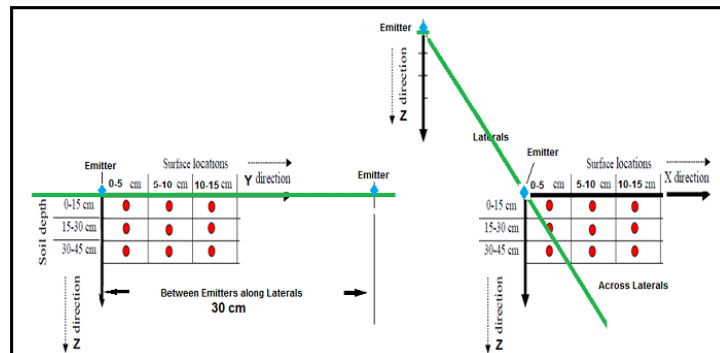 Emitter
Surface locations
0-5 cm
5-10 cm
10-15 cm
Y direction
Emitter
Soil depth
0-15 cm
15-30 cm
30-45 cm
Between Emitters along Laterals
30 cm
Z direction
Emitter
Z direction
Laterals
Emitter
Surface locations
0-5 cm
5-10 cm
10-15 cm
X direction
0-15 cm
15-30 cm
30-45 cm
Across Laterals
Z direction